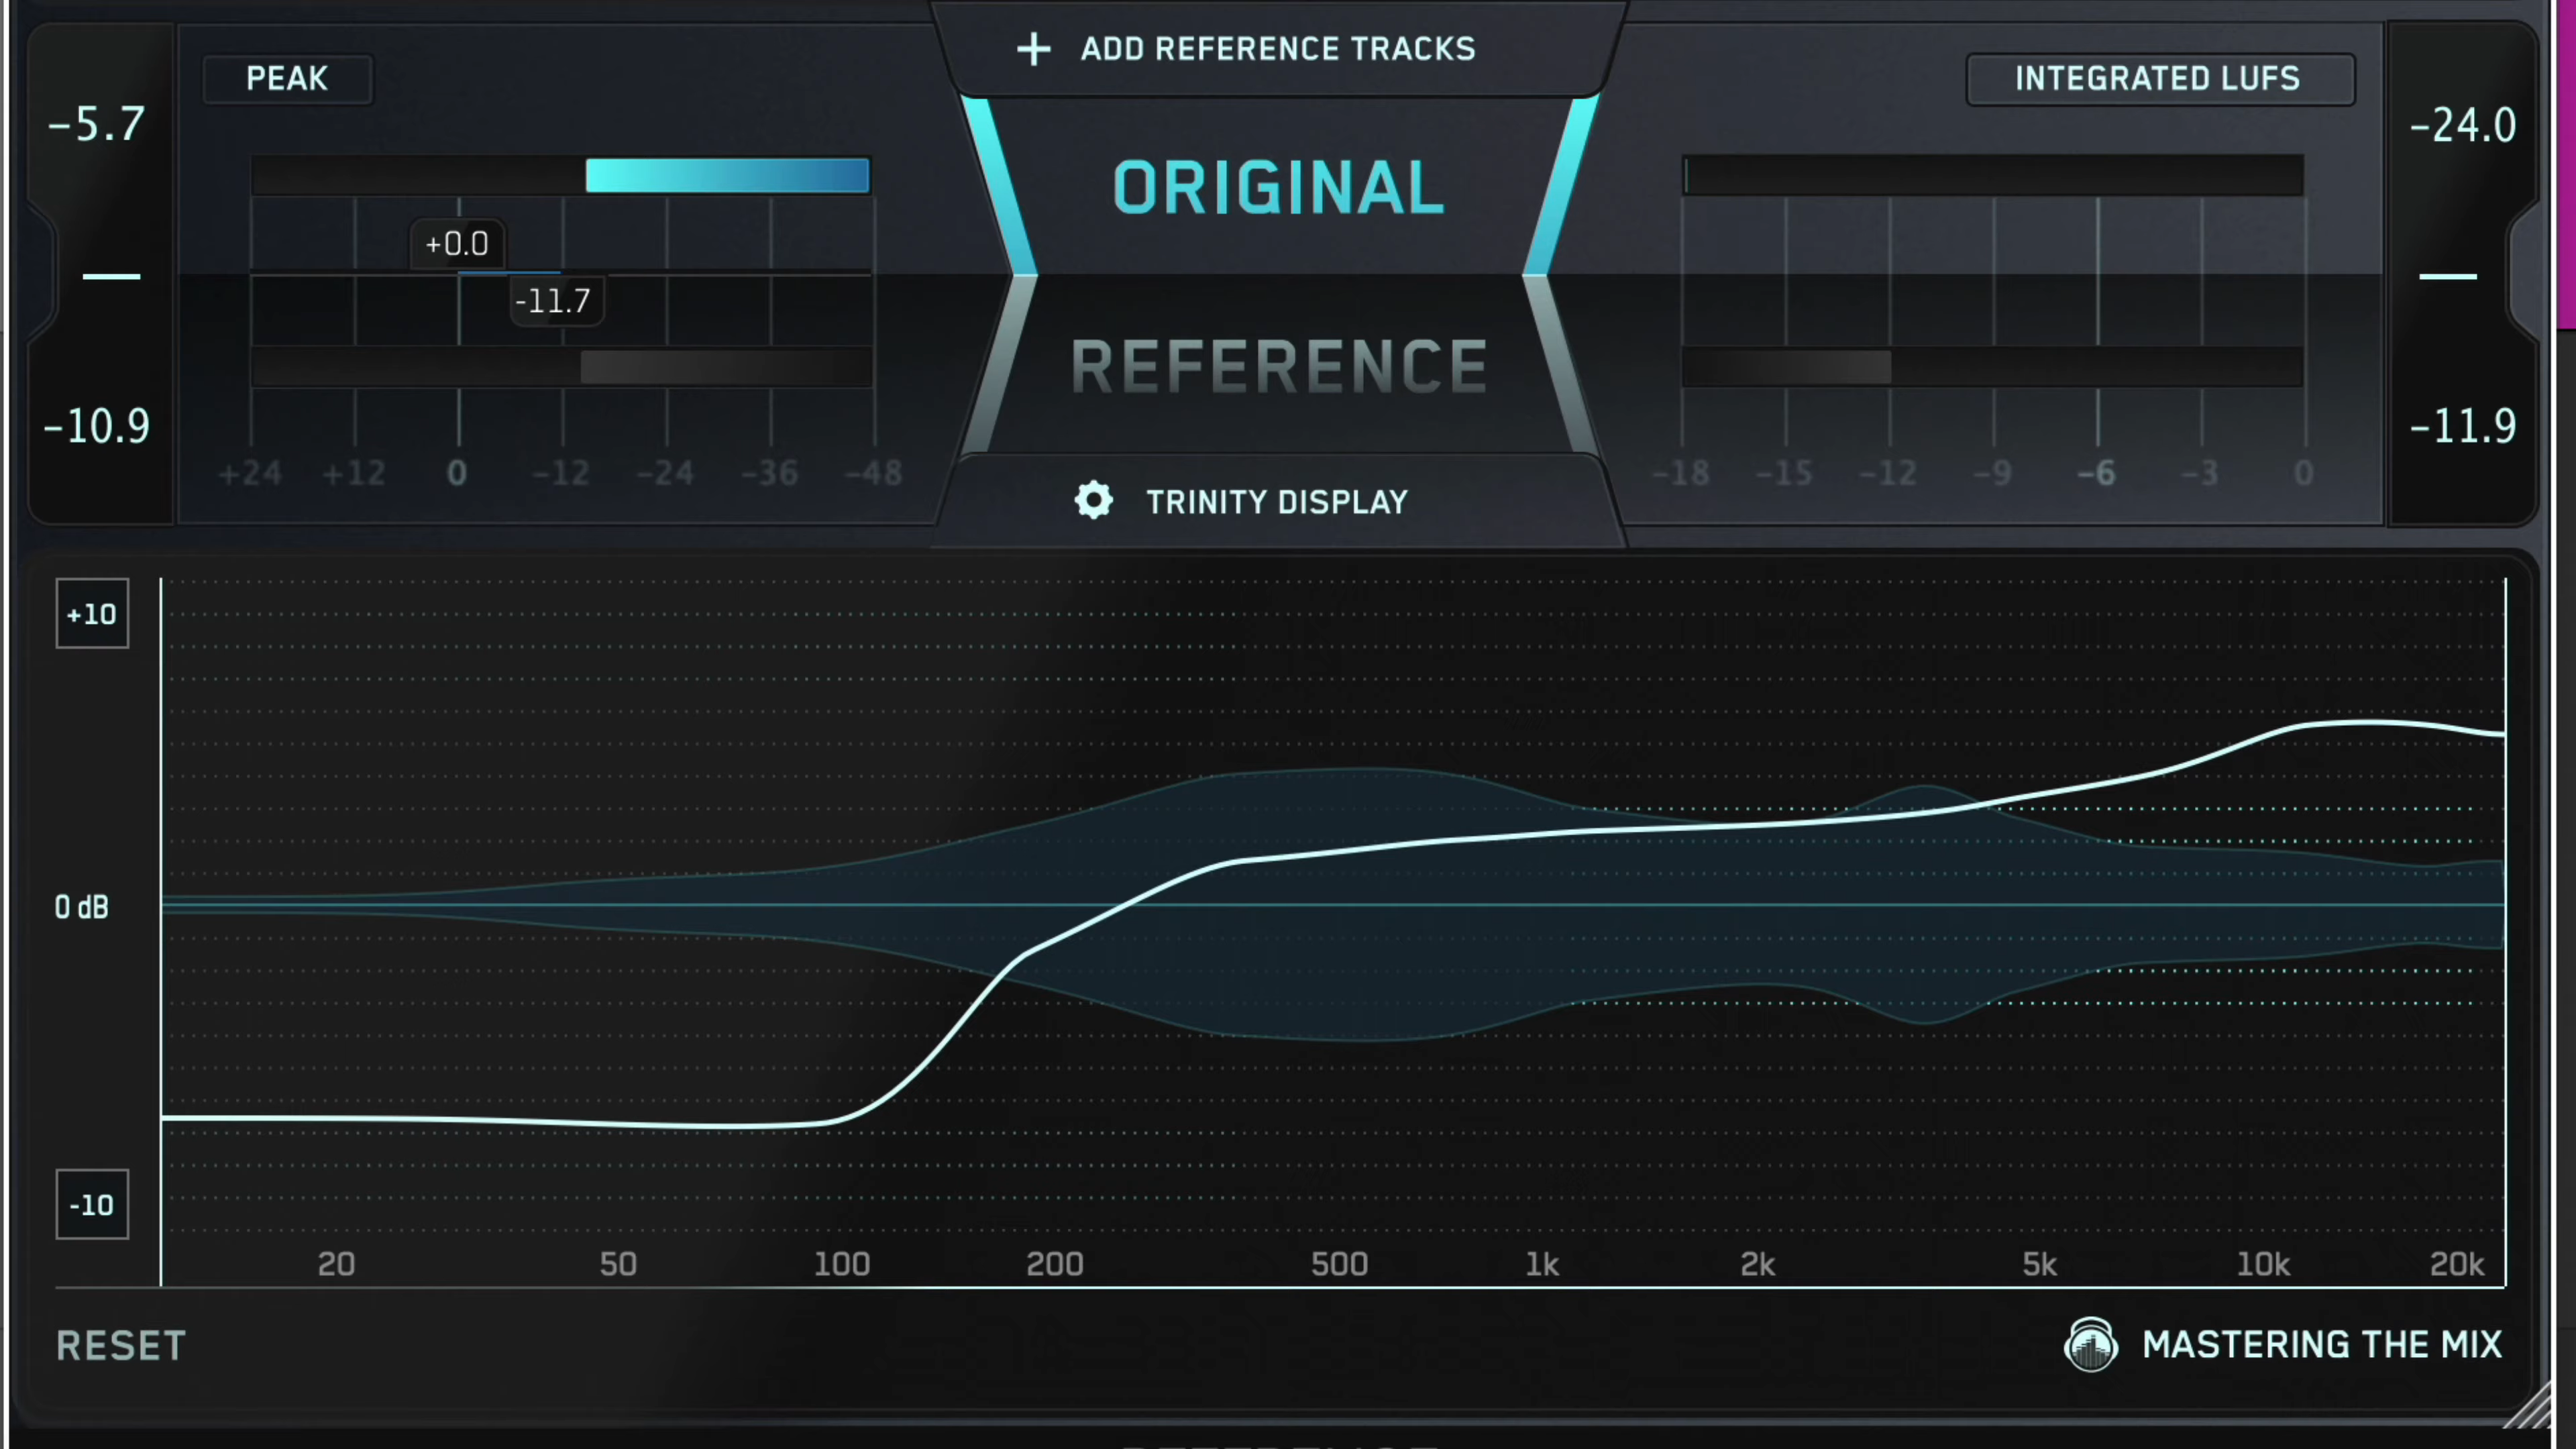 + ADD REFERENCE TRACKS
PEAK
INTEGRATED LUFS
-5.7
-24.0
ORIGINAL
+0.0
-11.7
REFERENCE
-10.9
-11.9
+24 +12 0 -12 -24 -36 -48
-18 -15 -12 -9 -6 -3 0
TRINITY DISPLAY
+10
0 dB
-10
20 50 100 200 500 1k 2k 5k 10k 20k
RESET
MASTERING THE MIX